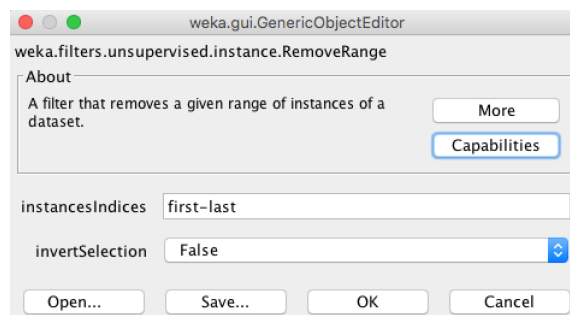 weka.gui.GenericObjectEditor
weka.filters.unsupervised.instance.RemoveRange
About
A filter that removes a given range of instances of a
dataset.
More
Capabilities
instancesIndices first-last
invertSelection False
Open... Save... OK Cancel